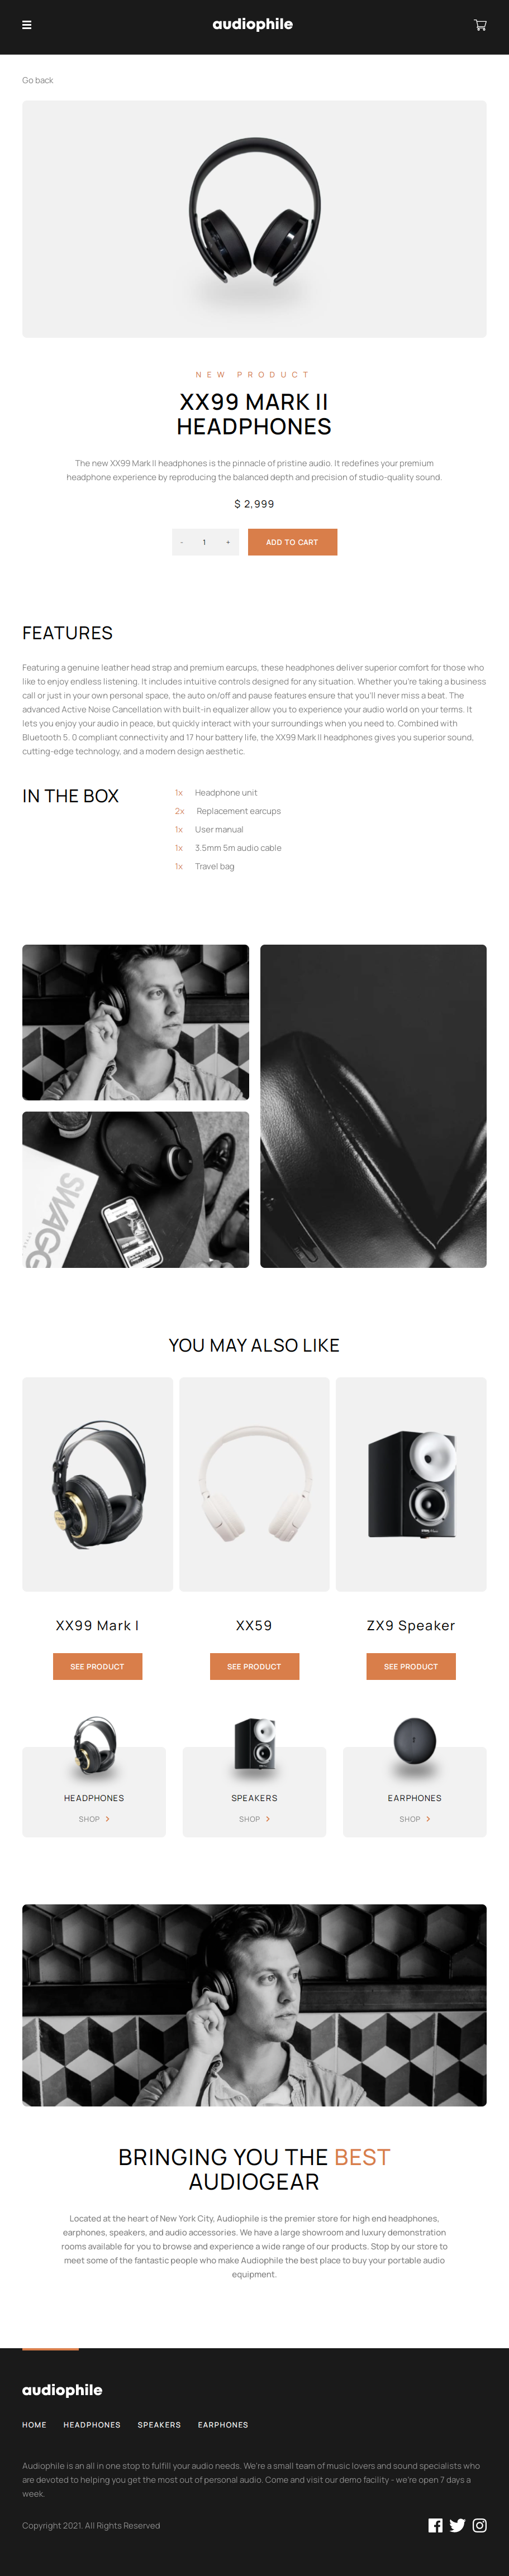 audiophile
Go back
NEW PRODUCT
XX99 MARK II
HEADPHONES
The new XX99 Mark II headphones is the pinnacle of pristine audio. It redefines your premium
headphone experience by reproducing the balanced depth and precision of studio-quality sound.
$ 2,999
- 1 + ADD TO CART
FEATURES
Featuring a genuine leather head strap and premium earcups, these headphones deliver superior comfort for those who
like to enjoy endless listening. It includes intuitive controls designed for any situation. Whether you're taking a business
call or just in your own personal space, the auto on/off and pause features ensure that you'll never miss a beat. The
advanced Active Noise Cancellation with built-in equalizer allow you to experience your audio world on your terms. It
lets you enjoy your audio in peace, but quickly interact with your surroundings when you need to. Combined with
Bluetooth 5. 0 compliant connectivity and 17 hour battery life, the XX99 Mark II headphones gives you superior sound,
cutting-edge technology, and a modern design aesthetic.
IN THE BOX
1x Headphone unit
2x Replacement earcups
1x User manual
1x 3.5mm 5m audio cable
1x Travel bag
SWAGG
YOU MAY ALSO LIKE
XX99 Mark I
SEE PRODUCT
XX59
SEE PRODUCT
ZX9 Speaker
SEE PRODUCT
HEADPHONES
SHOP
SPEAKERS
SHOP
EARPHONES
SHOP
BRINGING YOU THE BEST
AUDIOGEAR
Located at the heart of New York City, Audiophile is the premier store for high end headphones,
earphones, speakers, and audio accessories. We have a large showroom and luxury demonstration
rooms available for you to browse and experience a wide range of our products. Stop by our store to
meet some of the fantastic people who make Audiophile the best place to buy your portable audio
equipment.
audiophile
HOME HEADPHONES SPEAKERS EARPHONES
Audiophile is an all in one stop to fulfill your audio needs. We're a small team of music lovers and sound specialists who
are devoted to helping you get the most out of personal audio. Come and visit our demo facility - we're open 7 days a
week.
Copyright 2021. All Rights Reserved